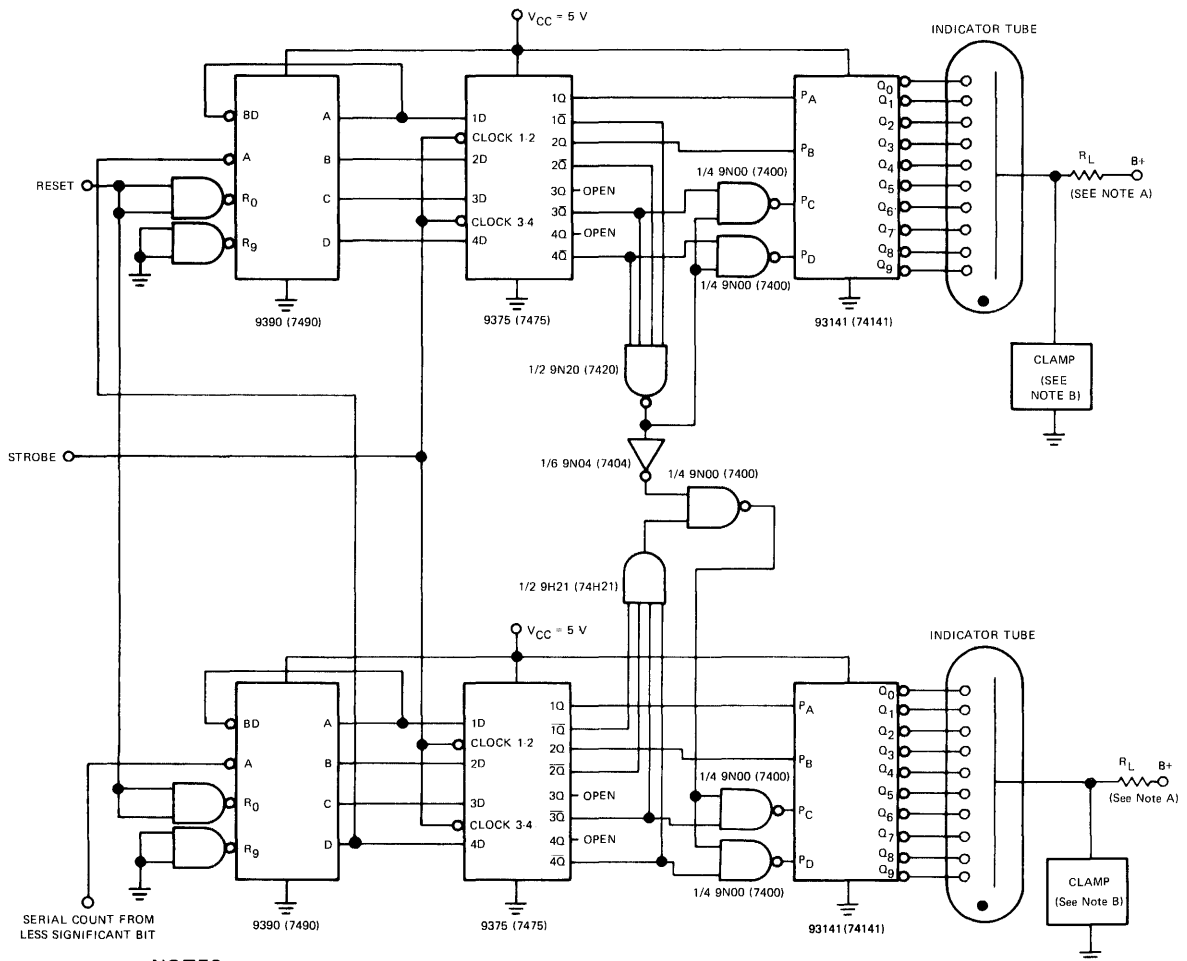 VCC = 5 V
INDICATOR TUBE
BD
A
R0
R9
A
B
C
D
9390 (7490)
RESET
1D
CLOCK 1-2
2D
3D
CLOCK 3-4
4D
1Q
1Q̅
2Q
2Q̅
3Q OPEN
3Q̅
4Q OPEN
4Q̅
9375 (7475)
1/4 9N00 (7400)
1/4 9N00 (7400)
PA
PB
PC
PD
Q0
Q1
Q2
Q3
Q4
Q5
Q6
Q7
Q8
Q9
93141 (74141)
RL
B+
(SEE NOTE A)
CLAMP
(SEE
NOTE B)
1/2 9N20 (7420)
STROBE
1/6 9N04 (7404)
1/4 9N00 (7400)
1/2 9H21 (74H21)
VCC = 5 V
INDICATOR TUBE
BD
A
R0
R9
A
B
C
D
9390 (7490)
SERIAL COUNT FROM
LESS SIGNIFICANT BIT
1D
CLOCK 1-2
2D
3D
CLOCK 3-4
4D
1Q
1Q̅
2Q
2Q̅
3Q OPEN
3Q̅
4Q OPEN
4Q̅
9375 (7475)
1/4 9N00 (7400)
1/4 9N00 (7400)
PA
PB
PC
PD
Q0
Q1
Q2
Q3
Q4
Q5
Q6
Q7
Q8
Q9
93141 (74141)
RL
B+
(See Note A)
CLAMP
(See Note B)